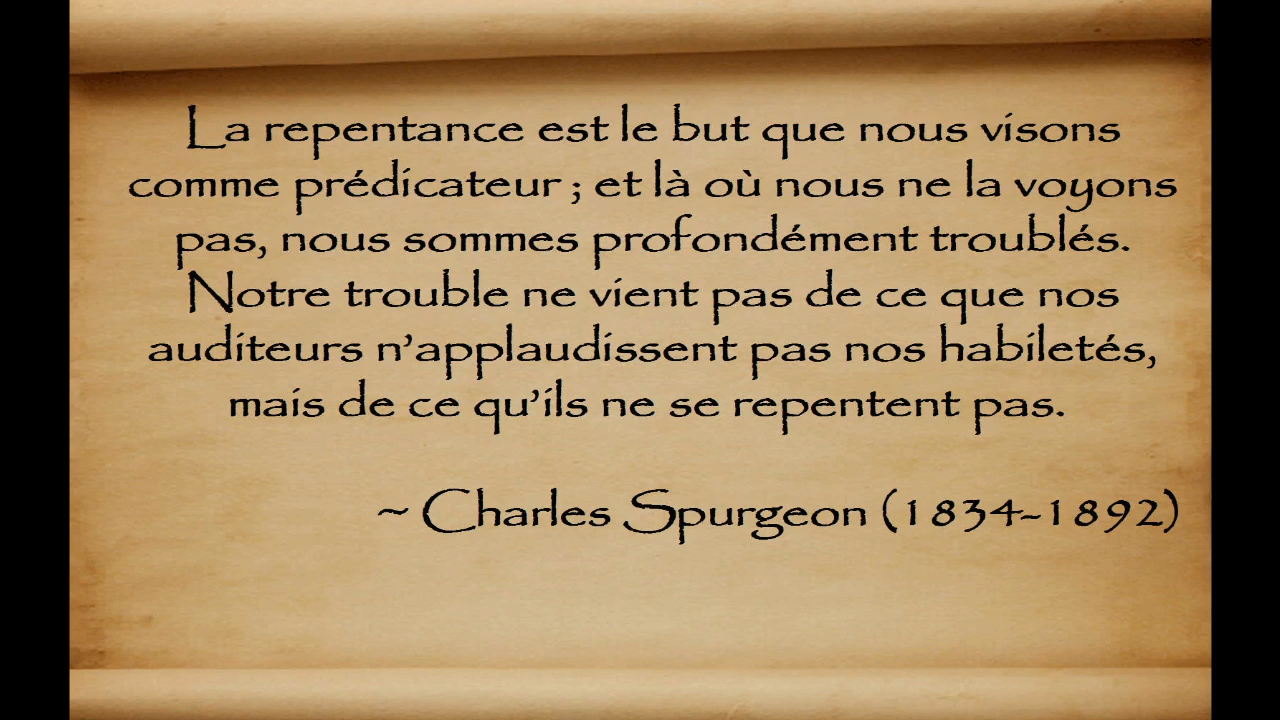 La repentance est le but que nous visons
comme prédicateur ; et là où nous ne la voyons
pas, nous sommes profondément troublés.
Notre trouble ne vient pas de ce que nos
auditeurs n’applaudissent pas nos habiletés,
mais de ce qu’ils ne se repentent pas.
~ Charles Spurgeon (1834-1892)